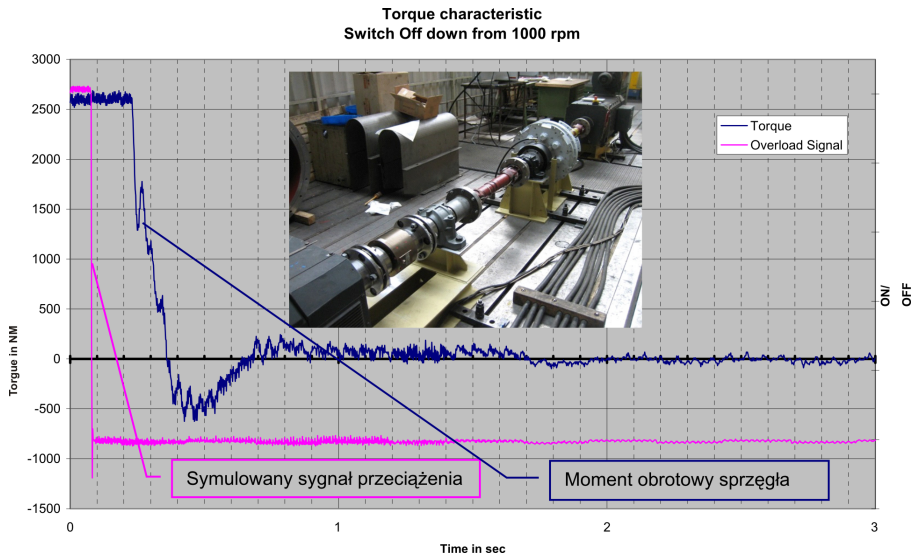 Torque characteristic
Switch Off down from 1000 rpm
3000
2500
2000
1500
1000
500
0
-500
-1000
-1500
Torgue in NM
Torque
Overload Signal
ON/
OFF
Symulowany sygnał przeciążenia
Moment obrotowy sprzęgła
0
1
2
3
Time in sec